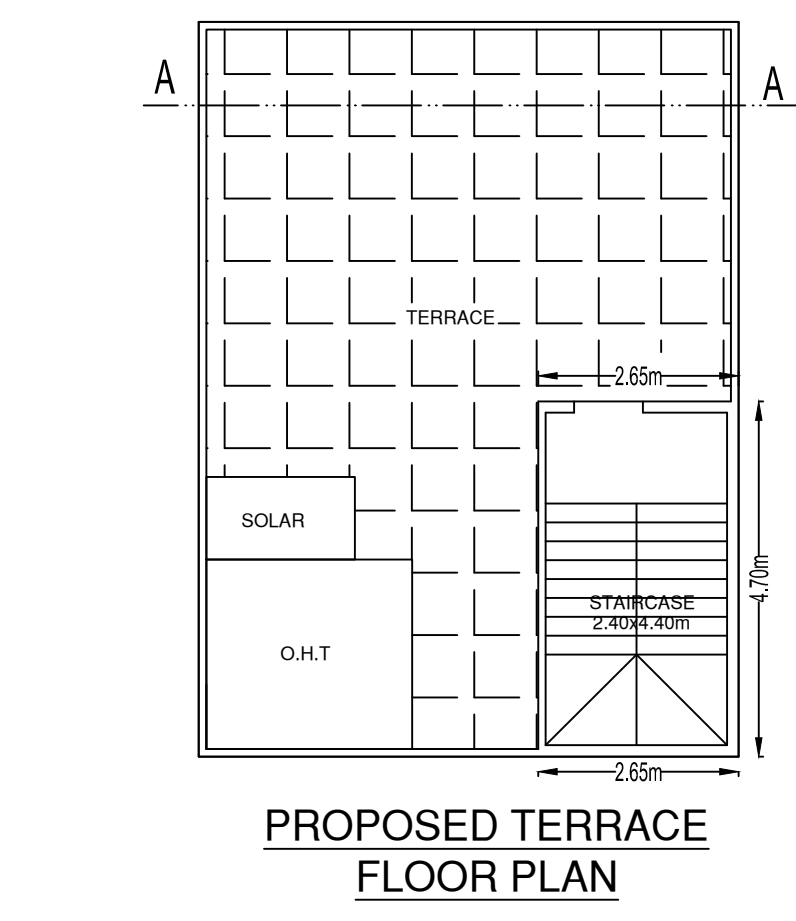 A
A
TERRACE
2.65m
SOLAR
4.70m
STAIRCASE
2.40x4.40m
O.H.T
2.65m
PROPOSED TERRACE
FLOOR PLAN